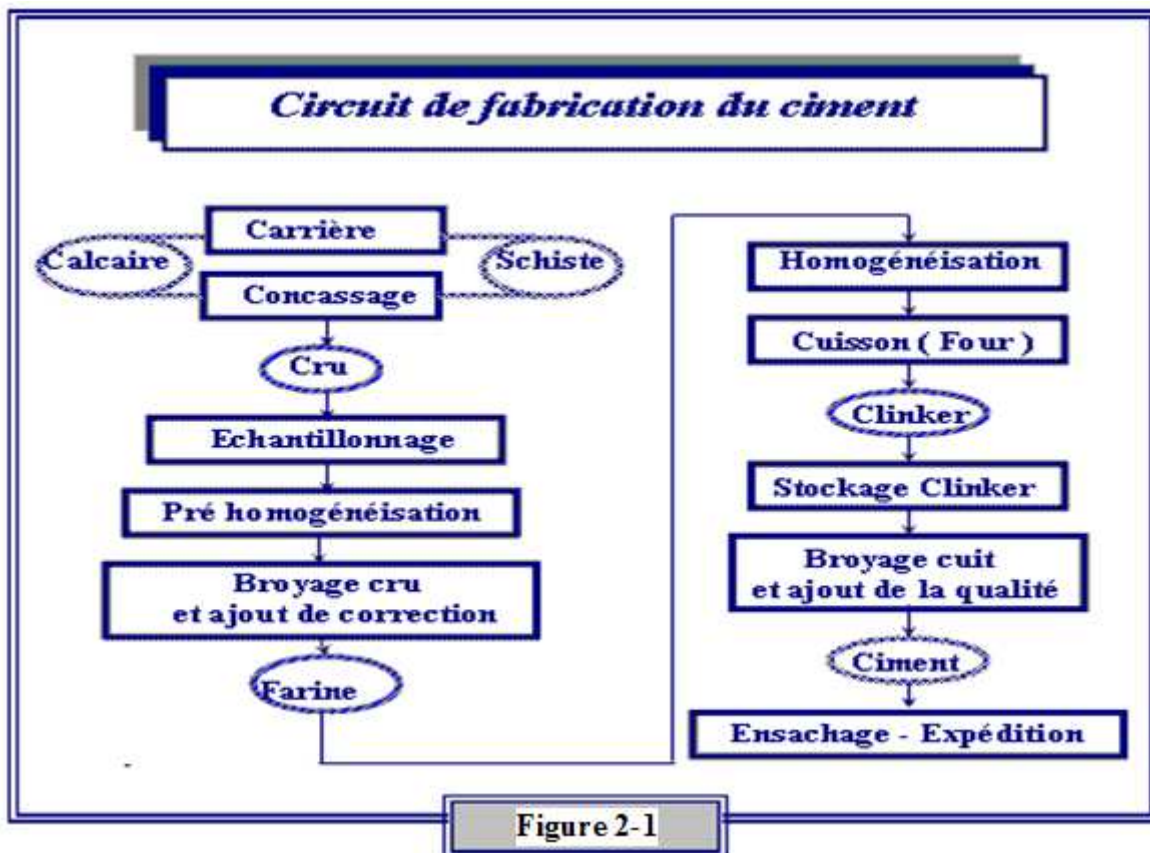 Circuit de fabrication du ciment
Carrière
Calcaire
Schiste
Concassage
Cru
Echantillonnage
Pré homogénéisation
Broyage cru
et ajout de correction
Farine
Homogénéisation
Cuisson ( Four )
Clinker
Stockage Clinker
Broyage cuit
et ajout de la qualité
Ciment
Ensachage - Expédition
Figure 2-1